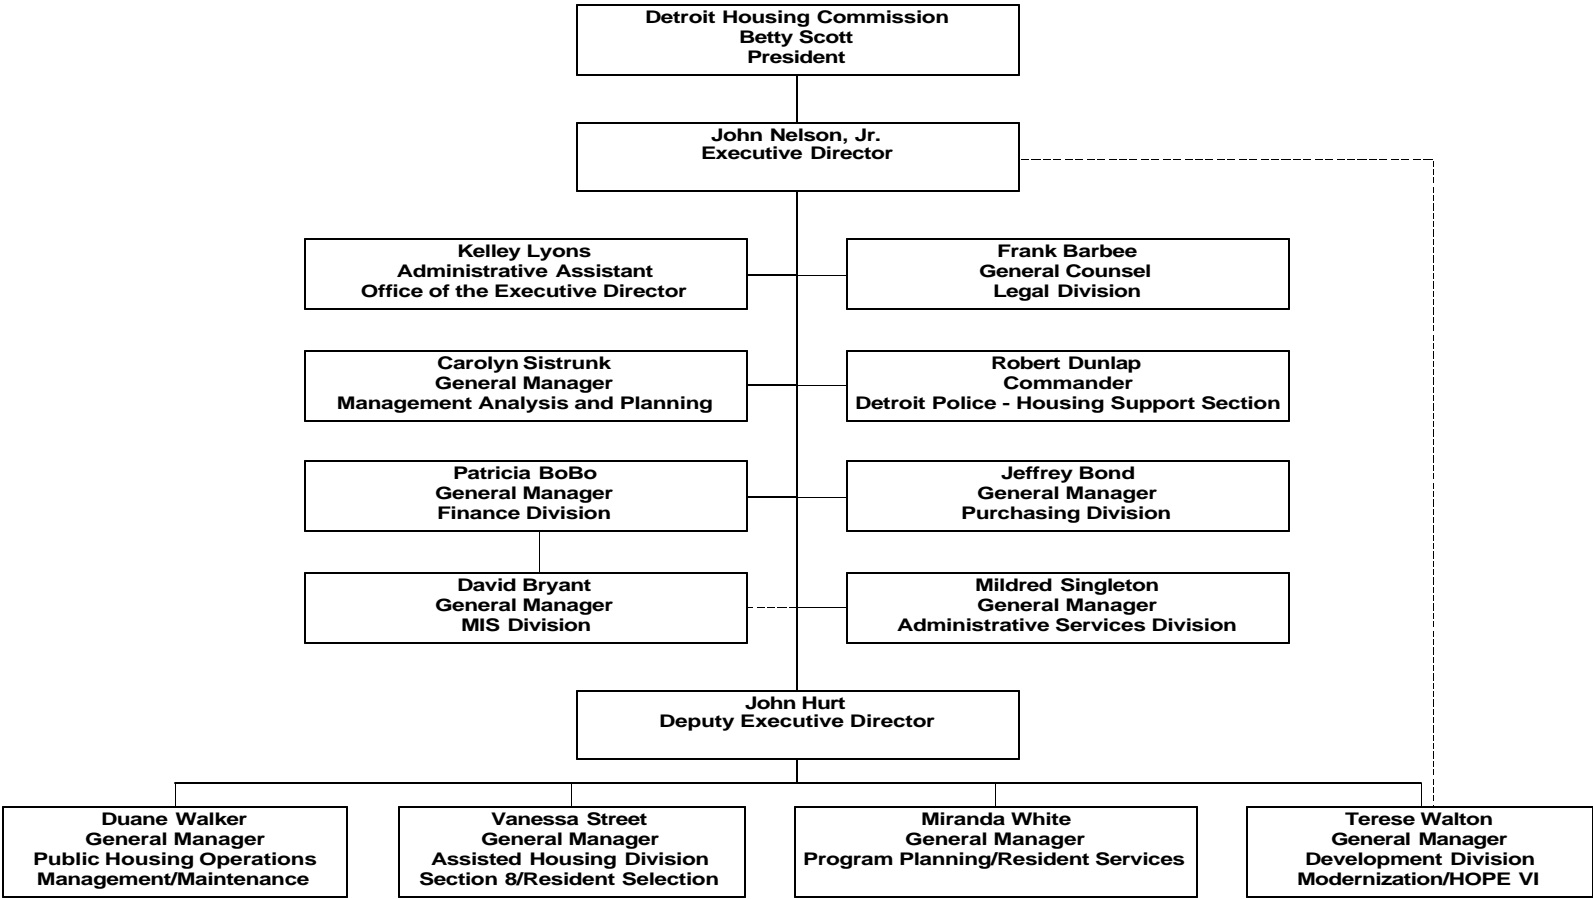 Detroit Housing Commission
Betty Scott
President
John Nelson, Jr.
Executive Director
Kelley Lyons
Administrative Assistant
Office of the Executive Director
Frank Barbee
General Counsel
Legal Division
Carolyn Sistrunk
General Manager
Management Analysis and Planning
Robert Dunlap
Commander
Detroit Police - Housing Support Section
Patricia BoBo
General Manager
Finance Division
Jeffrey Bond
General Manager
Purchasing Division
David Bryant
General Manager
MIS Division
Mildred Singleton
General Manager
Administrative Services Division
John Hurt
Deputy Executive Director
Duane Walker
General Manager
Public Housing Operations
Management/Maintenance
Vanessa Street
General Manager
Assisted Housing Division
Section 8/Resident Selection
Miranda White
General Manager
Program Planning/Resident Services
Terese Walton
General Manager
Development Division
Modernization/HOPE VI